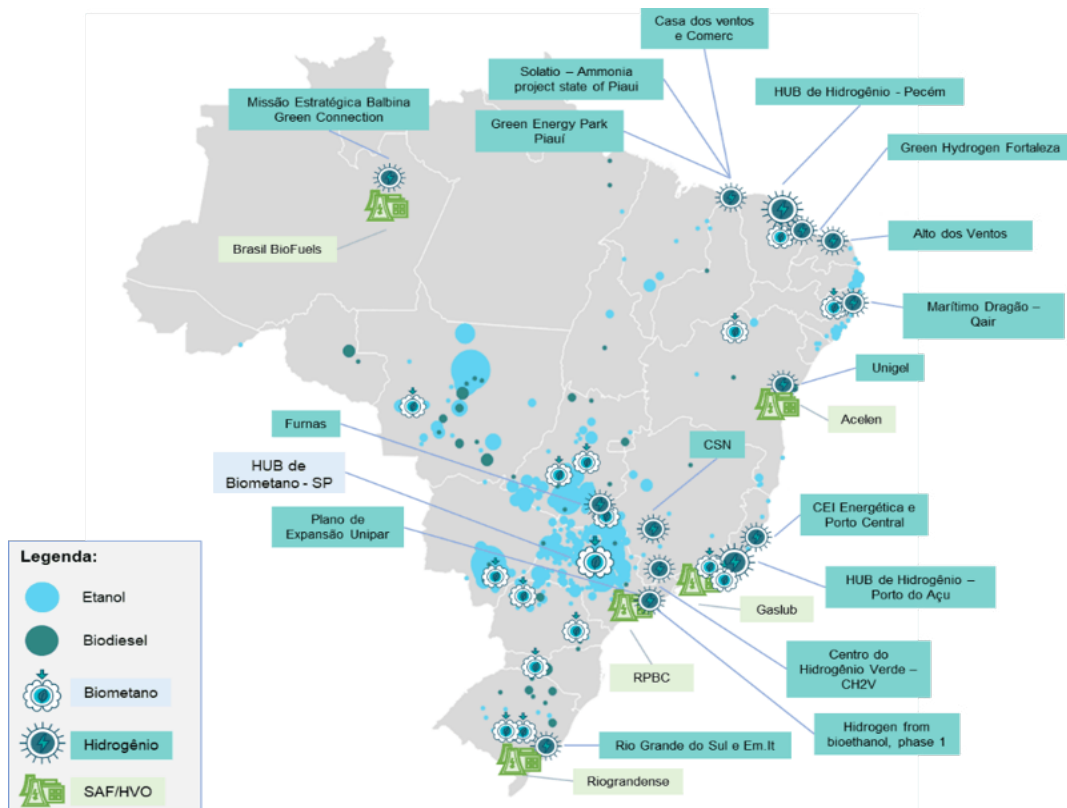 Casa dos ventos
e Comerc
Solatio – Ammonia
project state of Piaui
HUB de Hidrogênio - Pecém
Missão Estratégica Balbina
Green Connection
Green Energy Park
Piauí
Green Hydrogen Fortaleza
Brasil BioFuels
Alto dos Ventos
Marítimo Dragão –
Qair
Unigel
Acelen
Furnas
CSN
HUB de
Biometano - SP
CEI Energética e
Porto Central
Plano de
Expansão Unipar
HUB de Hidrogênio –
Porto do Açu
Gaslub
Centro do
Hidrogênio Verde –
CH2V
RPBC
Hidrogen from
bioethanol, phase 1
Rio Grande do Sul e Em.It
Riograndense
Legenda:
Etanol
Biodiesel
Biometano
Hidrogênio
SAF/HVO